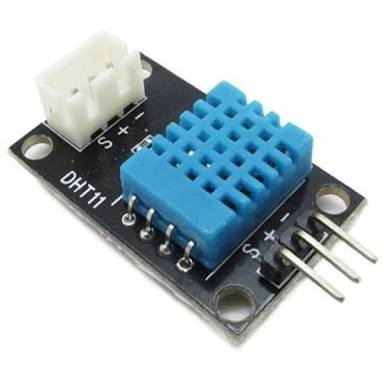 S + -
DHT11
S + -